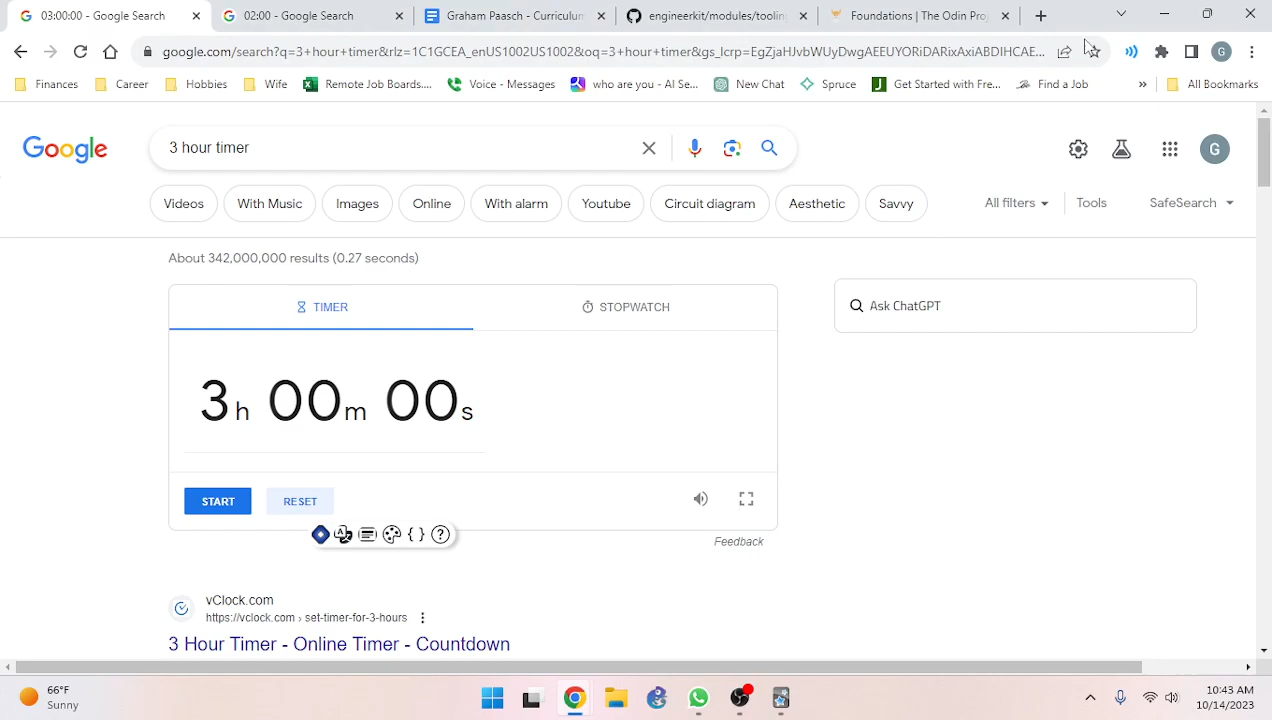 03:00:00 - Google Search
02:00 - Google Search
Graham Paasch - Curriculum
engineerkit/modules/tooling
Foundations | The Odin Proj
google.com/search?q=3+hour+timer&rlz=1C1GCEA_enUS1002US1002&oq=3+hour+timer&gs_lcrp=EgZjaHJvbWUyDwgAEEUYORiDARixAxiABDIHCAE...
G
Finances
Career
Hobbies
Wife
Remote Job Boards....
Voice - Messages
who are you - AI Se...
New Chat
Spruce
Get Started with Fre...
Find a Job
»
All Bookmarks
Google
3 hour timer
G
Videos
With Music
Images
Online
With alarm
Youtube
Circuit diagram
Aesthetic
Savvy
All filters
Tools
SafeSearch
About 342,000,000 results (0.27 seconds)
TIMER
STOPWATCH
Ask ChatGPT
3h 00m 00s
START
RESET
Feedback
vClock.com
https://vclock.com › set-timer-for-3-hours
3 Hour Timer - Online Timer - Countdown
66°F
Sunny
10:43 AM
10/14/2023